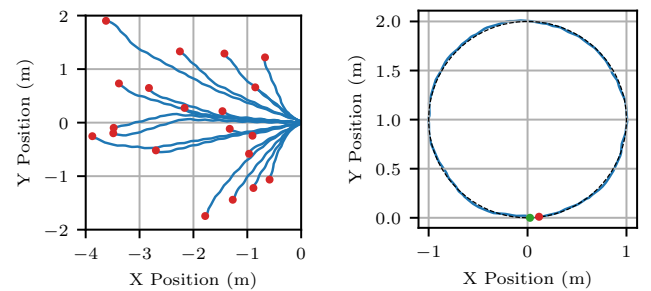 2
1
0
−1
−2
Y Position (m)
−4 −3 −2 −1 0
X Position (m)
2.0
1.5
1.0
0.5
0.0
Y Position (m)
−1 0 1
X Position (m)